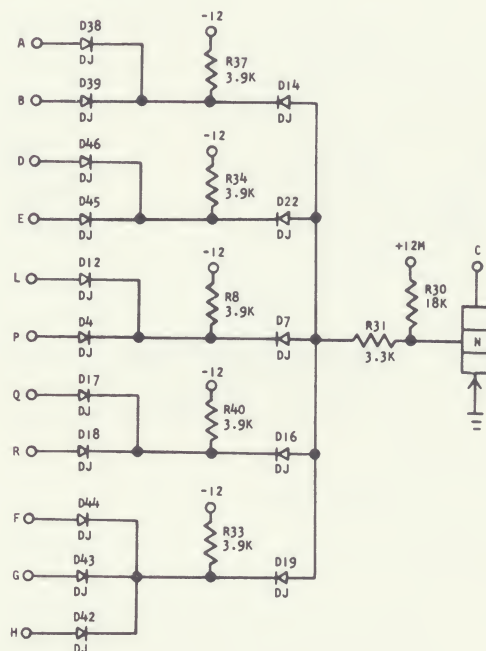 D38
A
DJ
-12
R37
3.9K
D39
B
DJ
D14
DJ
D46
D
DJ
-12
R34
3.9K
D45
E
DJ
D22
DJ
D12
L
DJ
-12
R8
3.9K
D4
P
DJ
D7
DJ
+12M
R30
18K
C
R31
3.3K
N
D17
Q
DJ
-12
R40
3.9K
D18
R
DJ
D16
DJ
D44
F
DJ
-12
R33
3.9K
D43
G
DJ
D19
DJ
D42
H
DJ